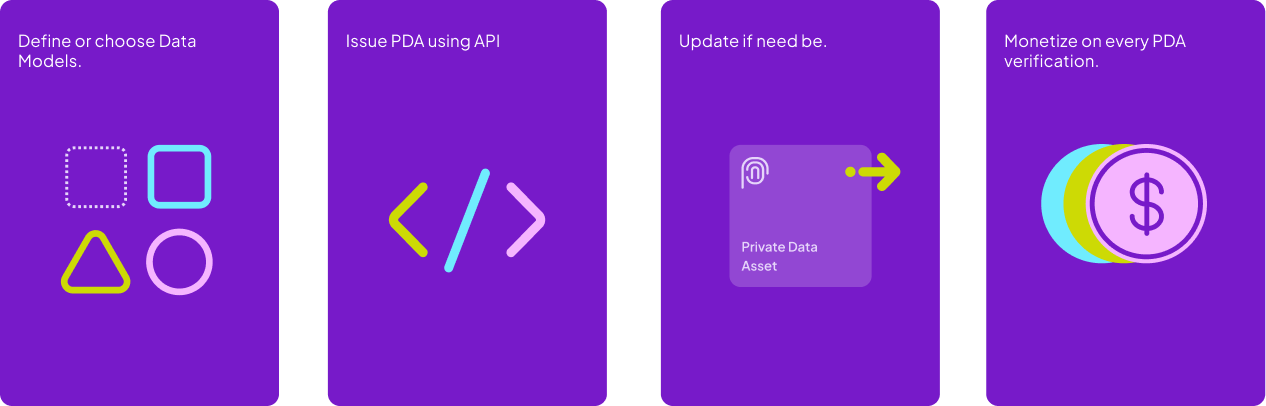 Define or choose Data
Models.
Issue PDA using API
Update if need be.
Private Data
Asset
Monetize on every PDA
verification.
$